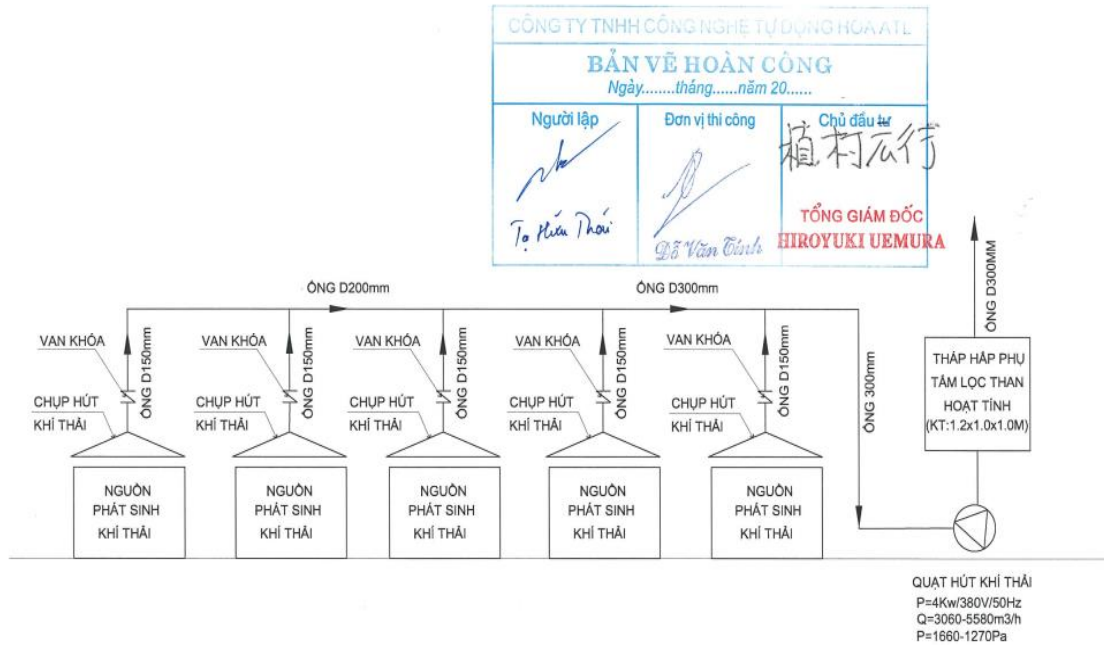 CÔNG TY TNHH CÔNG NGHỆ TỰ ĐỘNG HÓA ATL
BẢN VẼ HOÀN CÔNG
Ngày........tháng......năm 20......
Người lập
Đơn vị thi công
Chủ đầu tư
植村広行
Tạ Hữu Thái
Đỗ Văn Tính
TỔNG GIÁM ĐỐC
HIROYUKI UEMURA
ỐNG D200mm
ỐNG D300mm
ỐNG D300MM
VAN KHÓA
ỐNG D150mm
CHỤP HÚT
KHÍ THẢI
NGUỒN
PHÁT SINH
KHÍ THẢI
VAN KHÓA
ỐNG D150mm
CHỤP HÚT
KHÍ THẢI
NGUỒN
PHÁT SINH
KHÍ THẢI
VAN KHÓA
ỐNG D150mm
CHỤP HÚT
KHÍ THẢI
NGUỒN
PHÁT SINH
KHÍ THẢI
VAN KHÓA
ỐNG D150mm
CHỤP HÚT
KHÍ THẢI
NGUỒN
PHÁT SINH
KHÍ THẢI
VAN KHÓA
ỐNG D150mm
CHỤP HÚT
KHÍ THẢI
NGUỒN
PHÁT SINH
KHÍ THẢI
ỐNG 300mm
THÁP HẤP PHỤ
TẤM LỌC THAN
HOẠT TÍNH
(KT:1.2x1.0x1.0M)
QUẠT HÚT KHÍ THẢI
P=4Kw/380V/50Hz
Q=3060-5580m3/h
P=1660-1270Pa